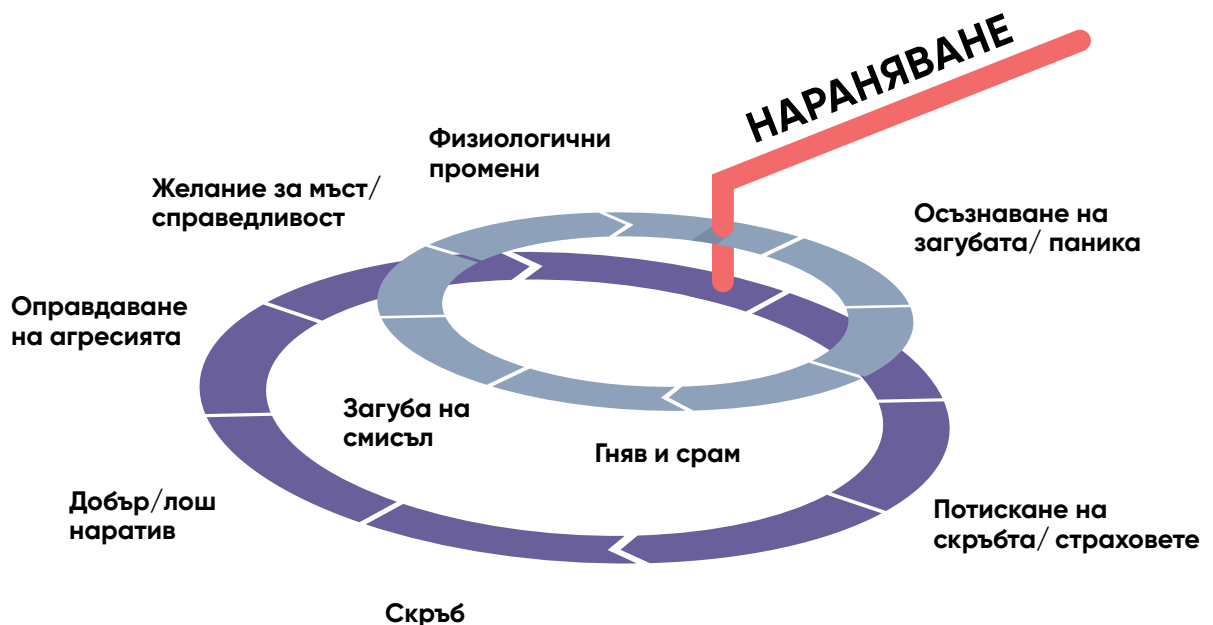 НАРАНЯВАНЕ
Физиологични
промени
Желание за мъст/
справедливост
Осъзнаване на
загубата/ паника
Оправдаване
на агресията
Загуба на
смисъл
Гняв и срам
Добър/лош
наратив
Потискане на
скръбта/ страховете
Скръб